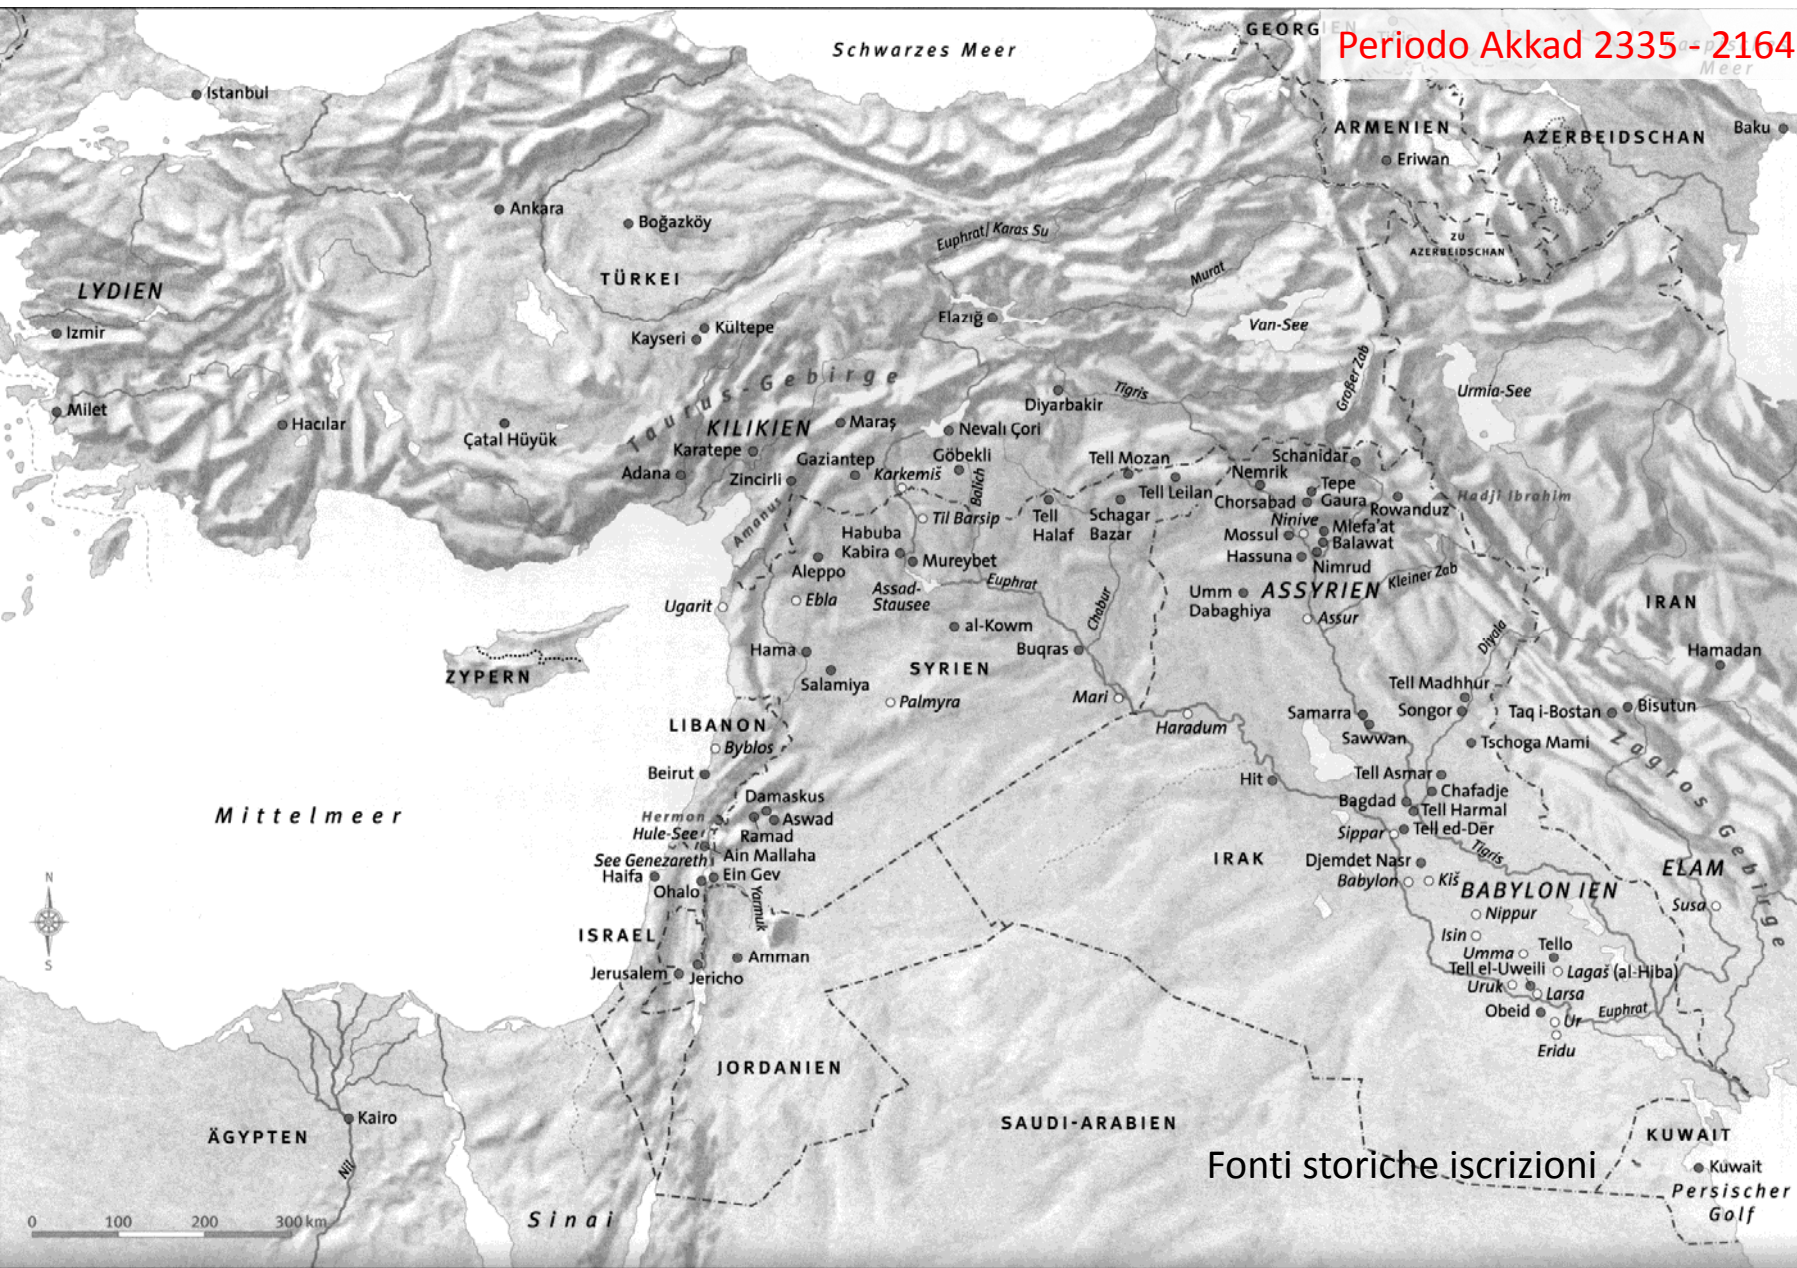 Schwarzes Meer
GEORGIEN
Periodo Akkad 2335 - 2164
Meer
Istanbul
ARMENIEN
AZERBEIDSCHAN
Baku
Eriwan
Ankara
Boğazköy
Euphrat/ Karas Su
ZU
AZERBEIDSCHAN
TÜRKEI
Murat
LYDIEN
Izmir
Kayseri
Kültepe
Elazığ
Van-See
Großer Zab
Urmia-See
Taurus-Gebirge
Diyarbakir
Tigris
Milet
Hacılar
Çatal Hüyük
KILIKIEN
Maraş
Nevalı Çori
Karatepe
Gaziantep
Göbekli
Tell Mozan
Schanidar
Adana
Zincirli
Karkemiš
Balich
Nemrik
Tepe
Gaura
Tell Leilan
Chorsabad
Rowanduz
Hadji Ibrahim
Amanus
Til Barsip
Tell
Halaf
Schagar
Bazar
Ninive
Mlefa'at
Mossul
Balawat
Habuba
Kabira
Mureybet
Hassuna
Nimrud
Aleppo
Euphrat
Kleiner Zab
Assad-
Stausee
Ebla
Ugarit
Chabur
Umm
Dabaghiya
ASSYRIEN
IRAN
Assur
al-Kowm
Buqras
Diyala
Hama
Hamadan
ZYPERN
SYRIEN
Salamiya
Tell Madhhur
Palmyra
Mari
Samarra
Songor
Taq i-Bostan
Bisutun
LIBANON
Haradum
Sawwan
Tschoga Mami
Zagros Gebirge
Byblos
Beirut
Hit
Tell Asmar
Chafadje
Damaskus
Bagdad
Tell Harmal
Mittelmeer
Hermon
Aswad
Hule-See
Ramad
Sippar
Tell ed-Dēr
Tigris
See Genezareth
Ain Mallaha
IRAK
Djemdet Nasr
ELAM
Haifa
Ein Gev
Ohalo
Babylon
Kiš
BABYLONIEN
Yarmuk
Nippur
Susa
N
S
ISRAEL
Isin
Umma
Tello
Amman
Tell el-Uweili
Lagaš (al-Hiba)
Jerusalem
Jericho
Uruk
Larsa
Obeid
Ur
Euphrat
Eridu
JORDANIEN
Kairo
ÄGYPTEN
SAUDI-ARABIEN
KUWAIT
Nil
Fonti storiche iscrizioni
Kuwait
Persischer
Golf
Sinai
0 100 200 300 km